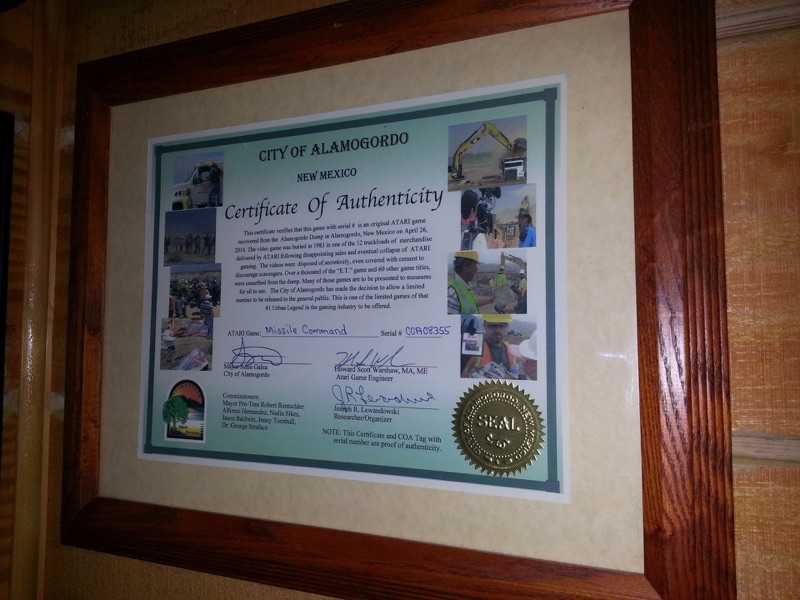 CITY OF ALAMOGORDO
NEW MEXICO
Certificate Of Authenticity
This certificate verifies that this game with serial # is an original ATARI game
recovered from the Alamogordo Dump in Alamogordo, New Mexico on April 26,
2014. The video game was buried in 1983 in one of the 12 truckloads of merchandise
delivered by ATARI following disappointing sales and eventual collapse of ATARI
gaming. The videos were disposed of secretively, even covered with cement to
discourage scavengers. Over a thousand of the "E.T." game and 60 other game titles,
were unearthed from the dump. Many of those games are to be presented to museums
for all to see. The City of Alamogordo has made the decision to allow a limited
number to be released to the general public. This is one of the limited games of that
#1 Urban Legend in the gaming industry to be offered.
ATARI Game: Missile Command Serial # COA08355
Mayor Susie Galea
City of Alamogordo
Howard Scott Warshaw, MA, ME
Atari Game Engineer
Commissioners:
Mayor Pro-Tem Robert Rentschler
Alfonso Hernandez, Nadia Sikes,
Jason Baldwin, Jenny Turnbull,
Dr. George Straface
Joseph R. Lewandowski
Researcher/Organizer
NOTE: This Certificate and COA Tag with
serial number are proof of authenticity.
SEAL